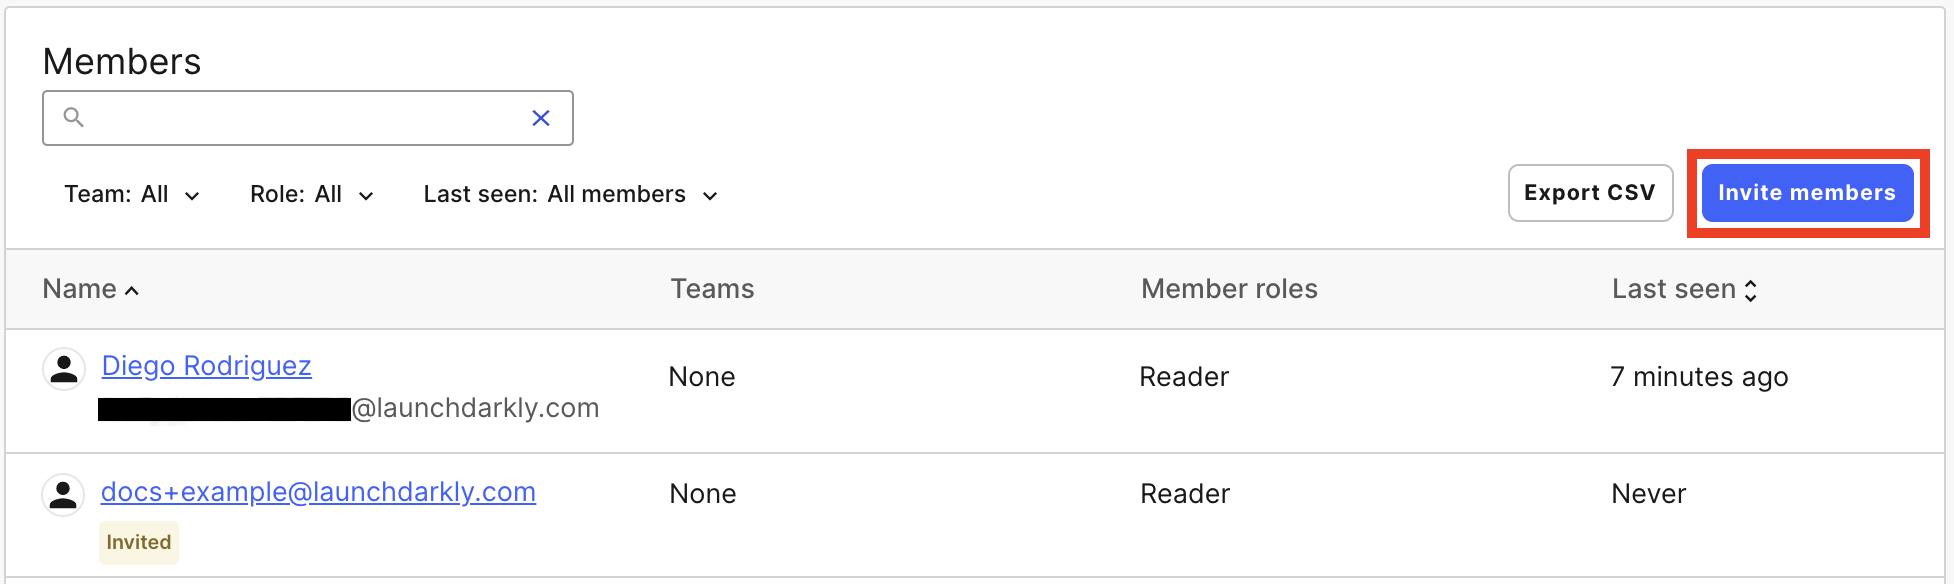 Members
Team: All Role: All Last seen: All members
Export CSV Invite members
Name Teams Member roles Last seen
Diego Rodriguez None Reader 7 minutes ago
@launchdarkly.com
docs+example@launchdarkly.com None Reader Never
Invited